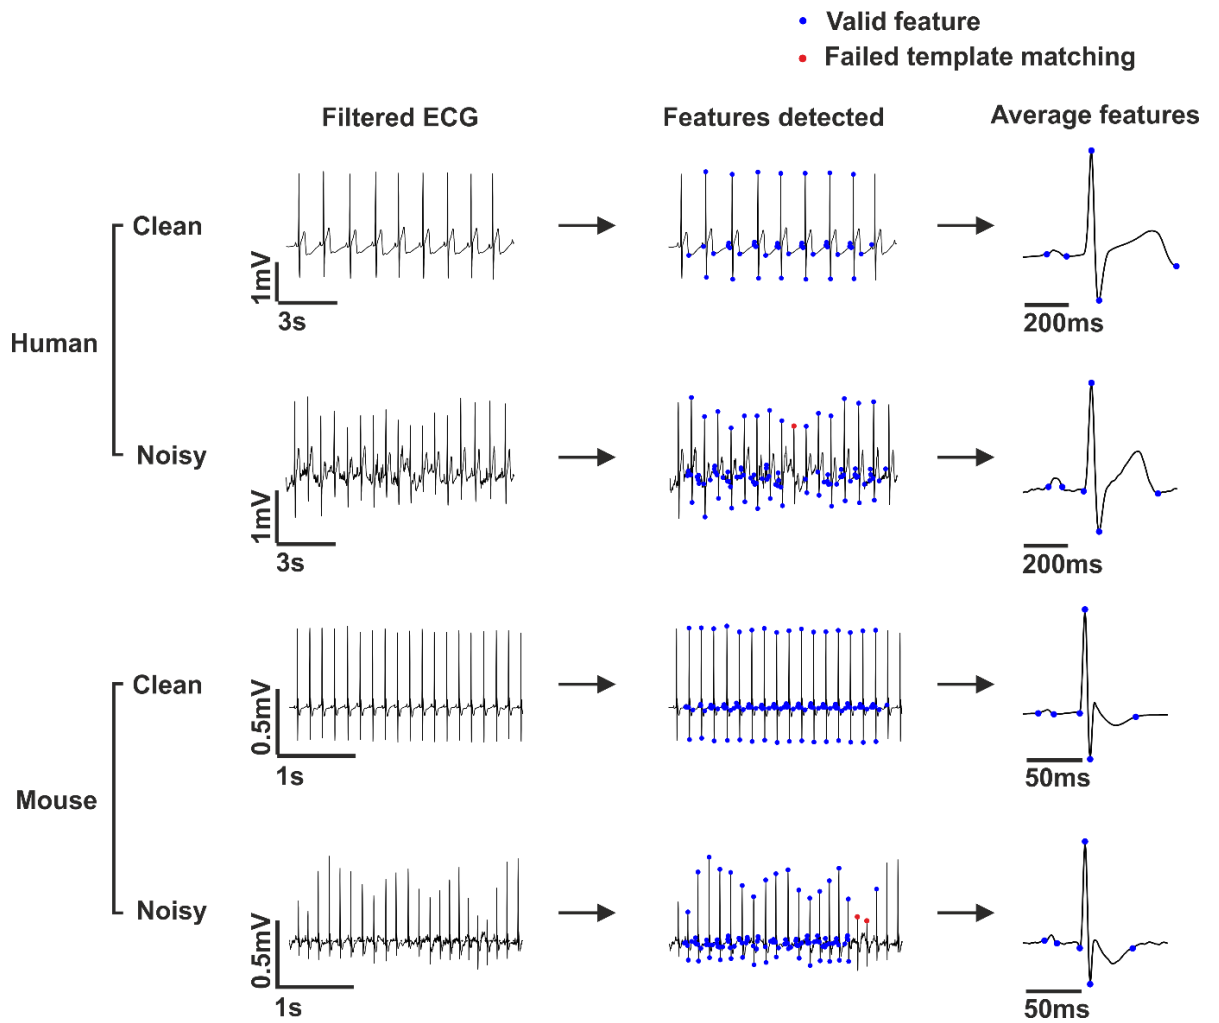 Valid feature
Failed template matching
Filtered ECG
Features detected
Average features
Human
Clean
1mV
3s
200ms
Noisy
1mV
3s
200ms
Mouse
Clean
0.5mV
1s
50ms
Noisy
0.5mV
1s
50ms